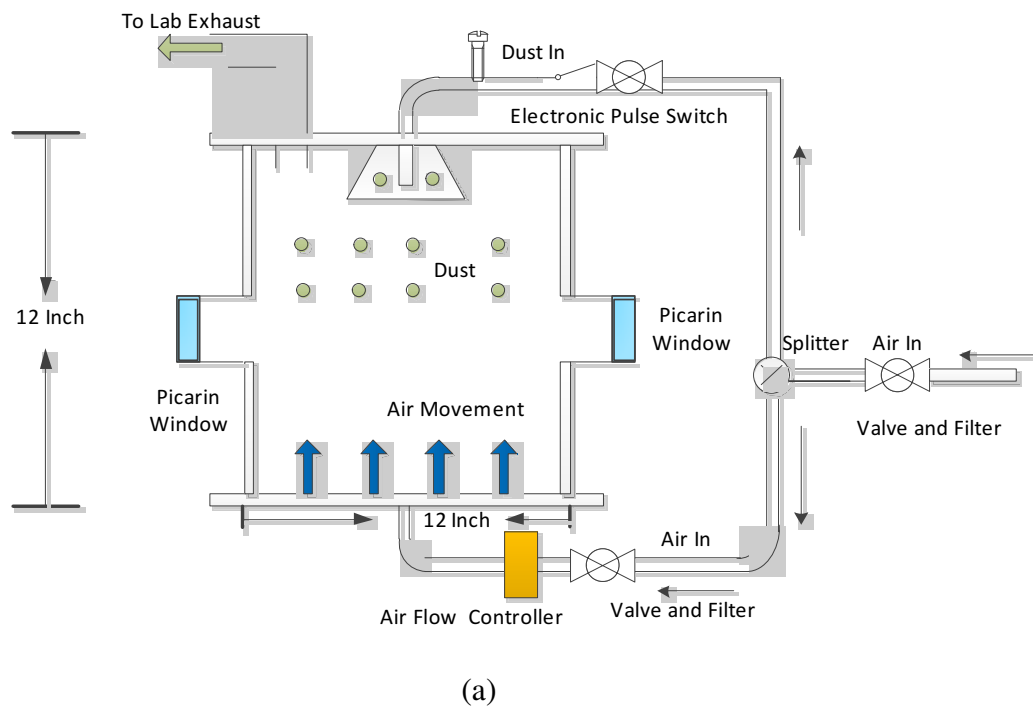 To Lab Exhaust
Dust In
Electronic Pulse Switch
Dust
12 Inch
Picarin
Window
Splitter
Air In
Picarin
Window
Air Movement
Valve and Filter
12 Inch
Air In
Air Flow Controller
Valve and Filter
(a)